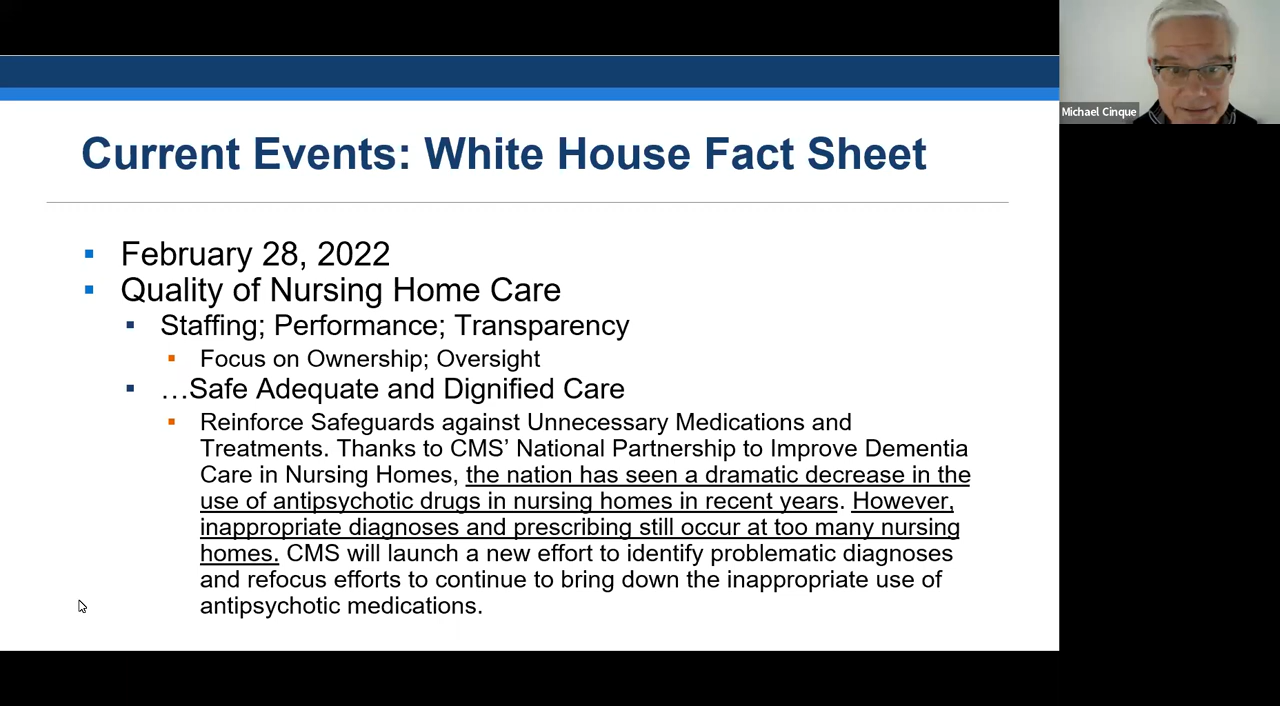 Current Events: White House Fact Sheet
February 28, 2022
Quality of Nursing Home Care
Staffing; Performance; Transparency
Focus on Ownership; Oversight
…Safe Adequate and Dignified Care
Reinforce Safeguards against Unnecessary Medications and
Treatments. Thanks to CMS’ National Partnership to Improve Dementia
Care in Nursing Homes, the nation has seen a dramatic decrease in the
use of antipsychotic drugs in nursing homes in recent years. However,
inappropriate diagnoses and prescribing still occur at too many nursing
homes. CMS will launch a new effort to identify problematic diagnoses
and refocus efforts to continue to bring down the inappropriate use of
antipsychotic medications.
Michael Cinque